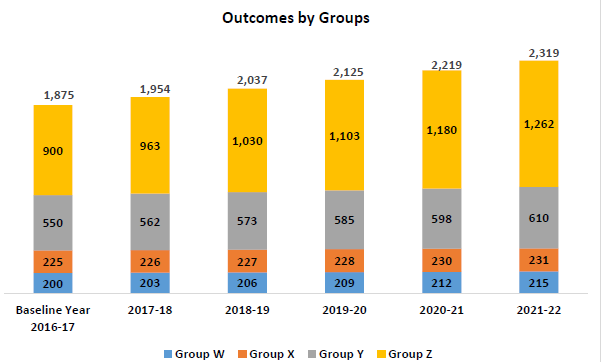 Outcomes by Groups
1,875 1,954 2,037 2,125 2,219 2,319
900 963 1,030 1,103 1,180 1,262
550 562 573 585 598 610
225 226 227 228 230 231
200 203 206 209 212 215
Baseline Year 2017-18 2018-19 2019-20 2020-21 2021-22
2016-17
Group W Group X Group Y Group Z